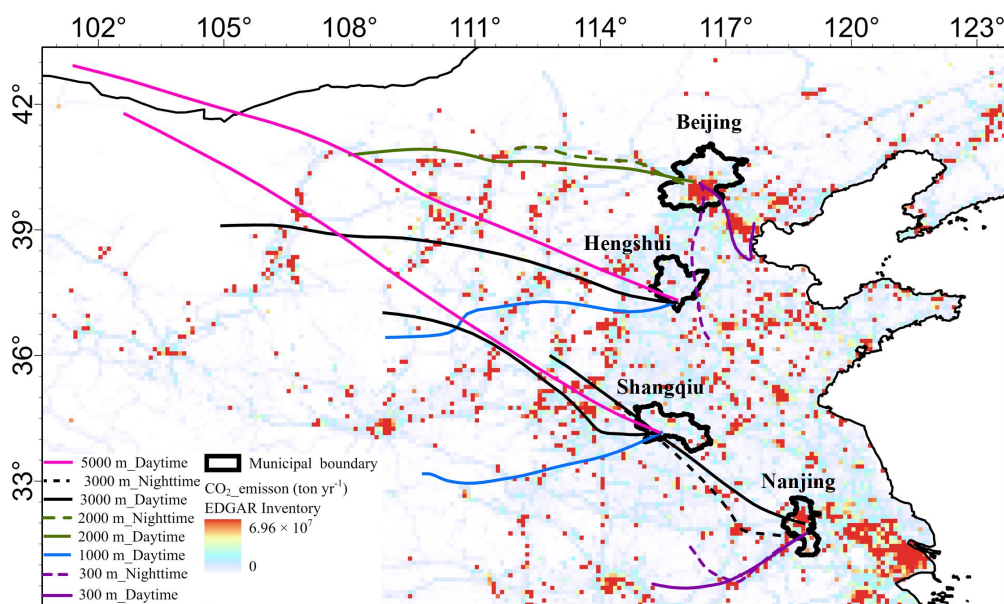 102° 105° 108° 111° 114° 117° 120° 123°
42°
39°
36°
33°
Beijing
Hengshui
Shangqiu
Nanjing
5000 m_Daytime
3000 m_Nighttime
3000 m_Daytime
2000 m_Nighttime
2000 m_Daytime
1000 m_Daytime
300 m_Nighttime
300 m_Daytime
Municipal boundary
CO₂_emisson (ton yr⁻¹)
EDGAR Inventory
6.96 × 10⁷
0